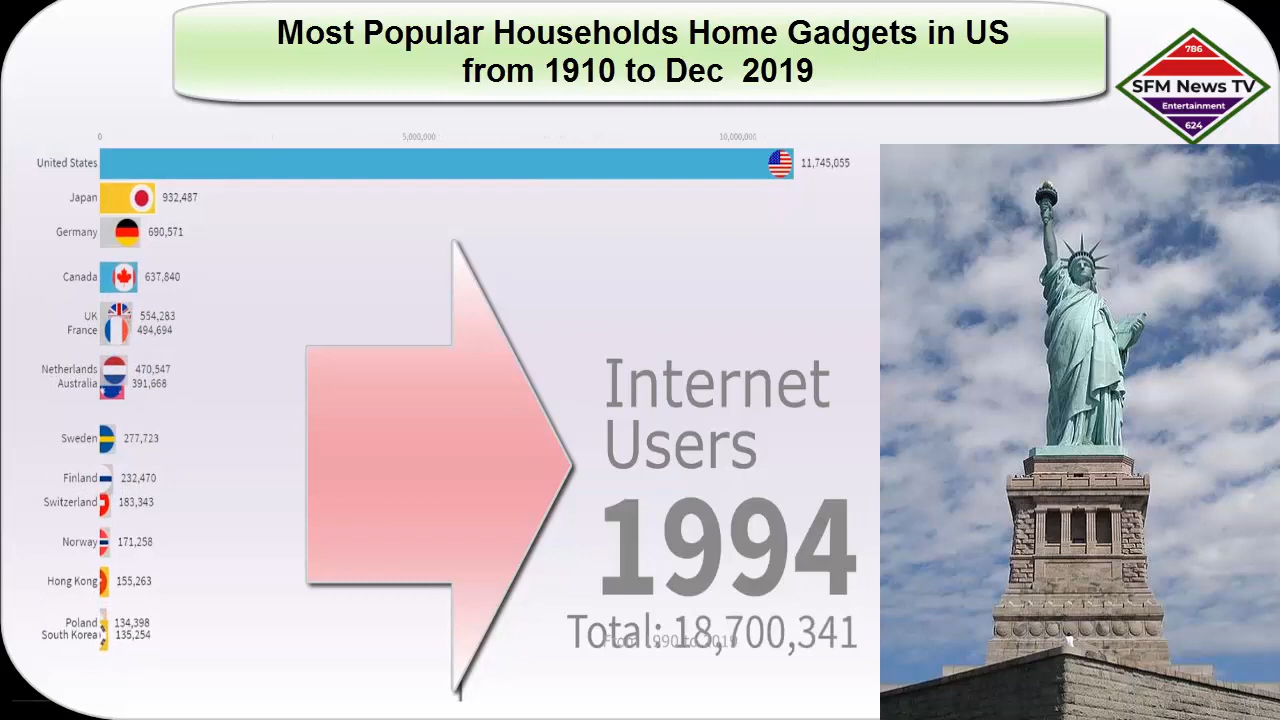 Most Popular Households Home Gadgets in US
from 1910 to Dec 2019
786
SFM News TV
Entertainment
624
0 5,000,000 10,000,000
United States 11,745,055
Japan 932,487
Germany 690,571
Canada 637,840
UK 554,283
France 494,694
Netherlands 470,547
Australia 391,668
Sweden 277,723
Finland 232,470
Switzerland 183,343
Norway 171,258
Hong Kong 155,263
Poland 134,398
South Korea 135,254
Internet
Users
1994
Total: 18,700,341
From 1990 to 2019